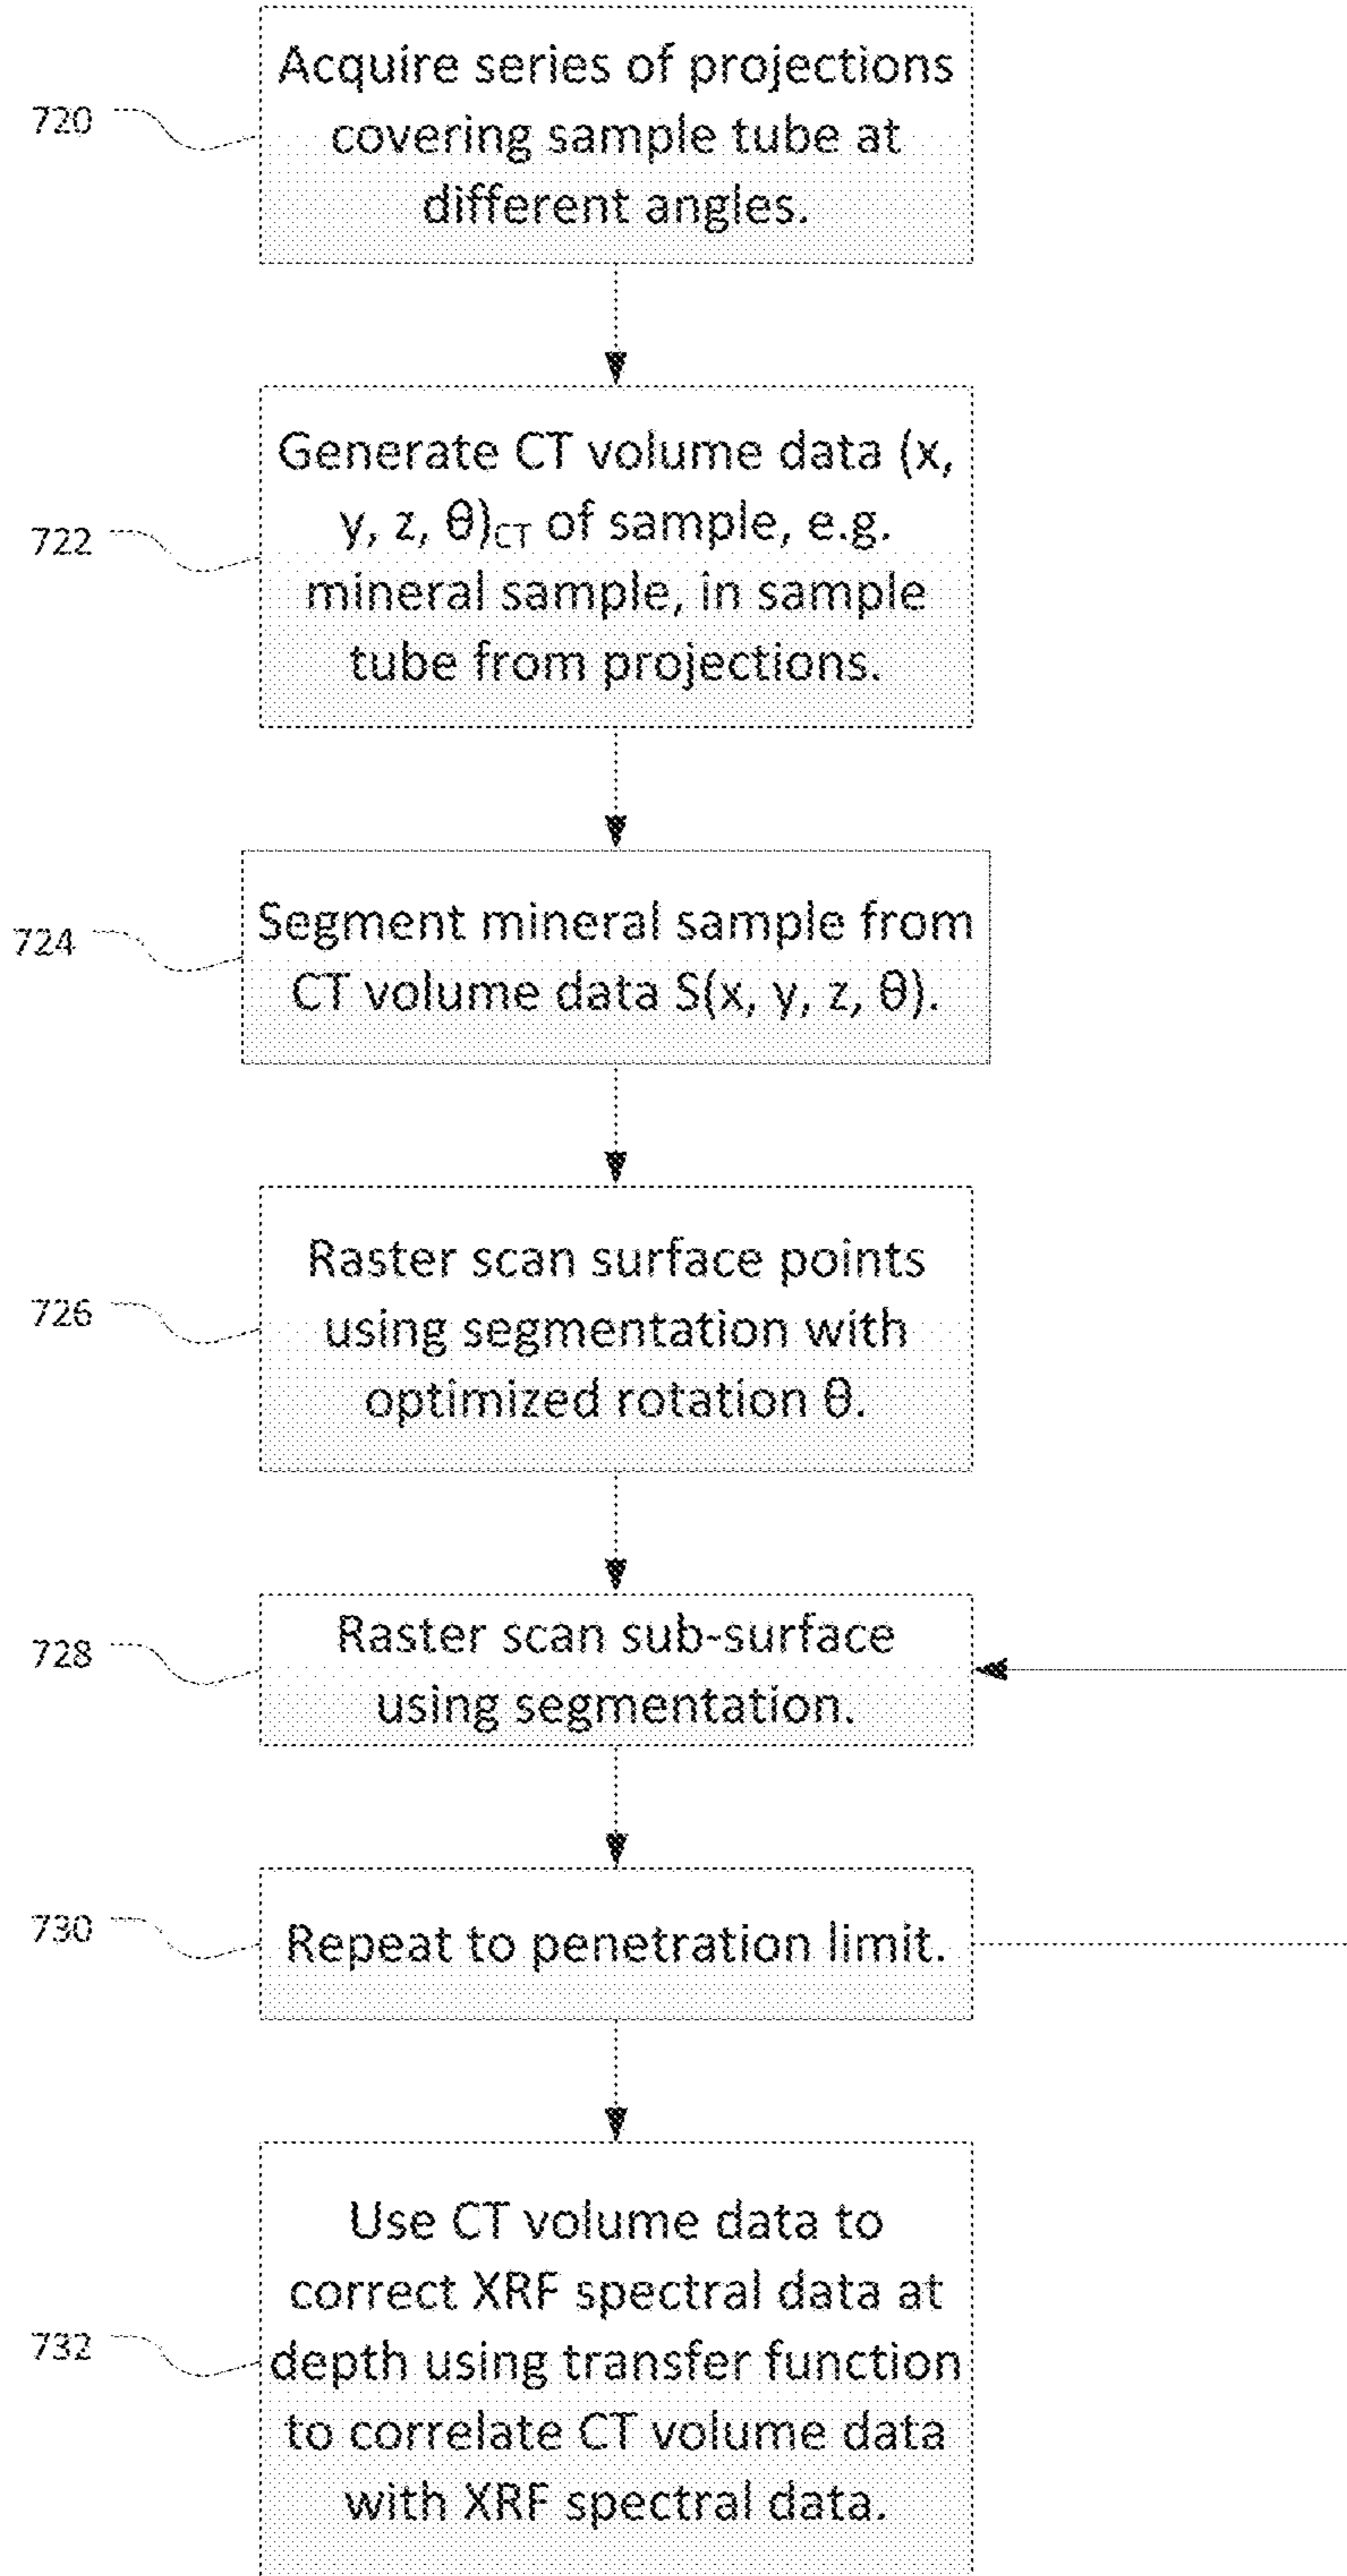 720
Acquire series of projections
covering sample tube at
different angles.
722
Generate CT volume data (x,
y, z, θ)CT of sample, e.g.
mineral sample, in sample
tube from projections.
724
Segment mineral sample from
CT volume data S(x, y, z, θ).
726
Raster scan surface points
using segmentation with
optimized rotation θ.
728
Raster scan sub-surface
using segmentation.
730
Repeat to penetration limit.
732
Use CT volume data to
correct XRF spectral data at
depth using transfer function
to correlate CT volume data
with XRF spectral data.